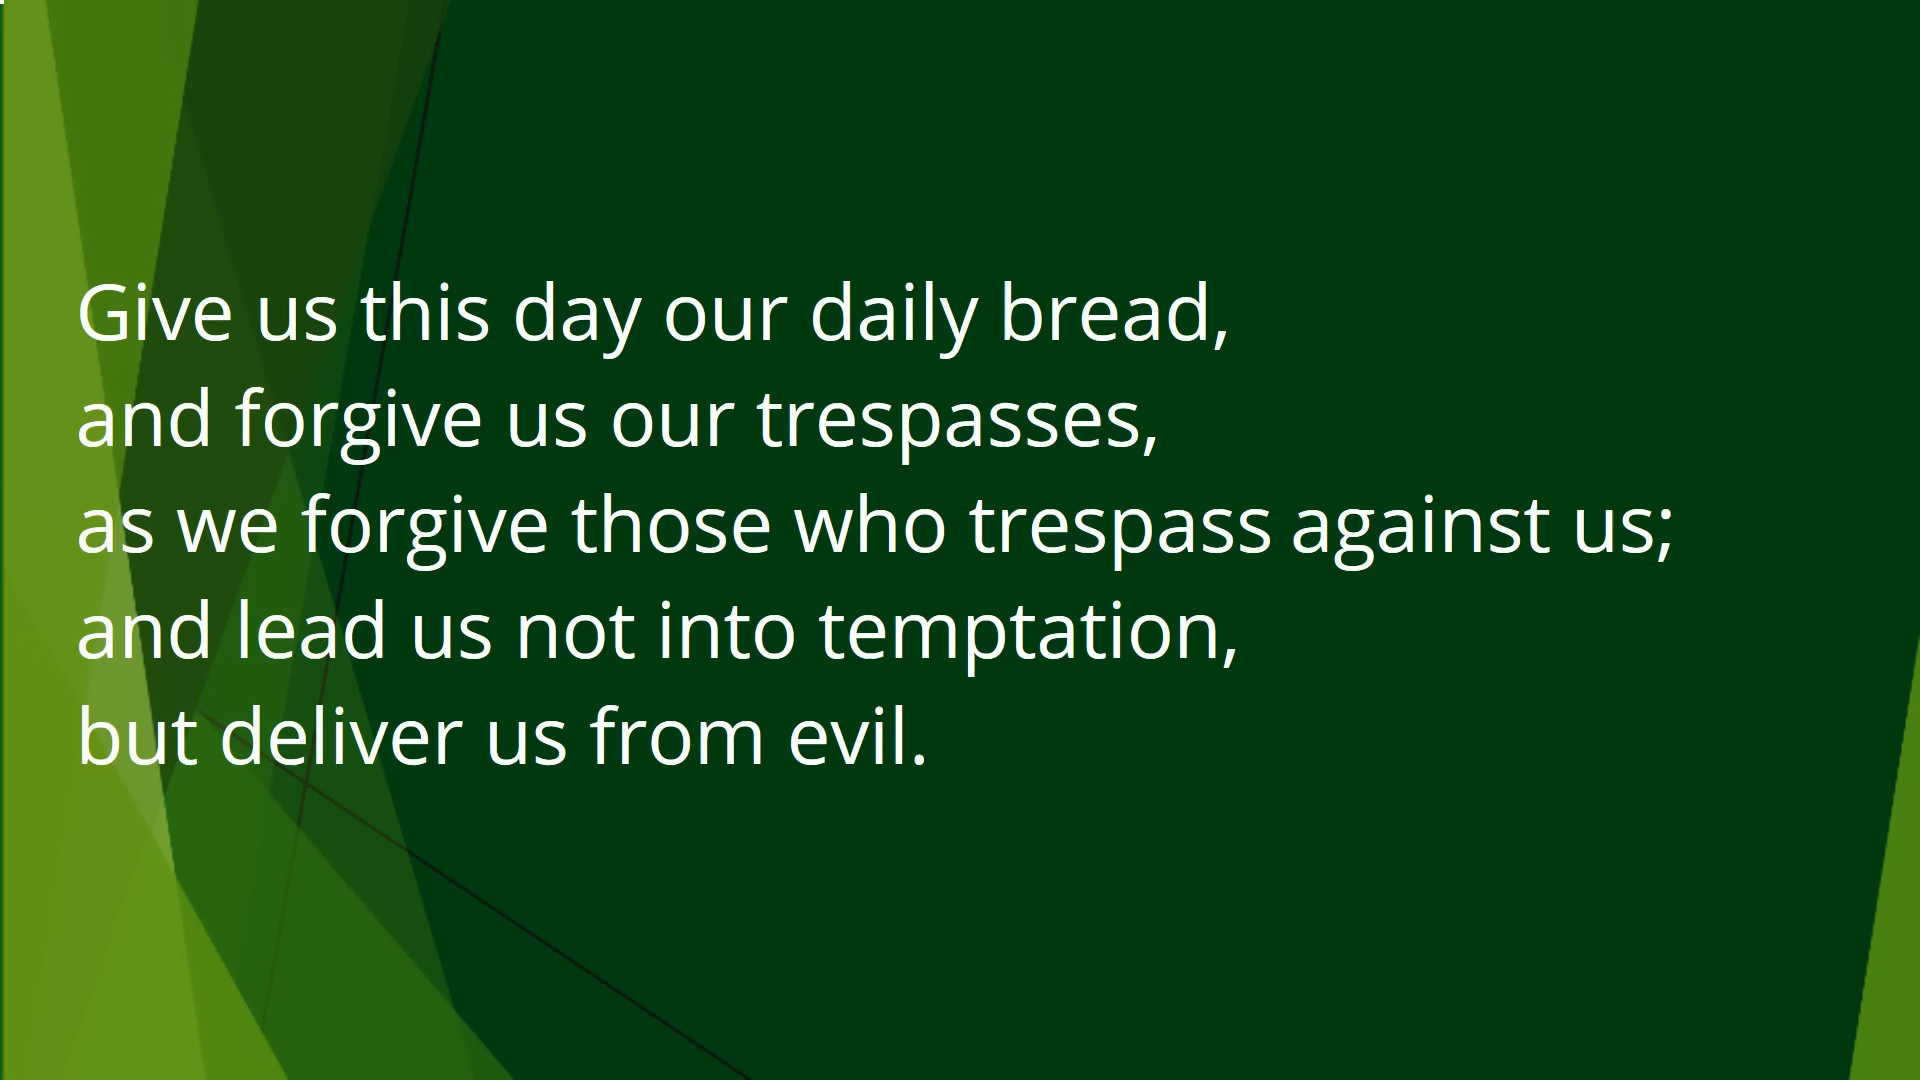 Give us this day our daily bread,
and forgive us our trespasses,
as we forgive those who trespass against us;
and lead us not into temptation,
but deliver us from evil.